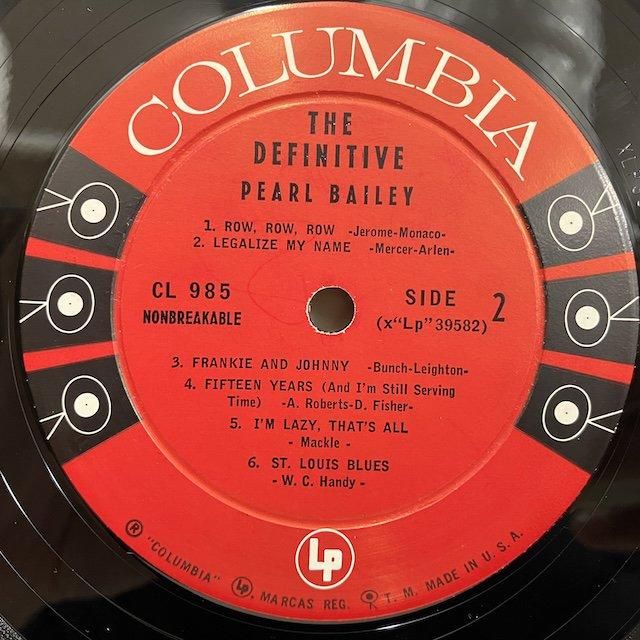 COLUMBIA
THE
DEFINITIVE
PEARL BAILEY
1. ROW, ROW, ROW -Jerome-Monaco-
2. LEGALIZE MY NAME -Mercer-Arlen-
CL 985
NONBREAKABLE
SIDE 2
(x"Lp"39582)
3. FRANKIE AND JOHNNY -Bunch-Leighton-
4. FIFTEEN YEARS (And I'm Still Serving
Time) -A. Roberts-D. Fisher-
5. I'M LAZY, THAT'S ALL
- Mackle -
6. ST. LOUIS BLUES
- W. C. Handy -
Lp
® "COLUMBIA" Lp, MARCAS REG. T. M. MADE IN U. S. A.